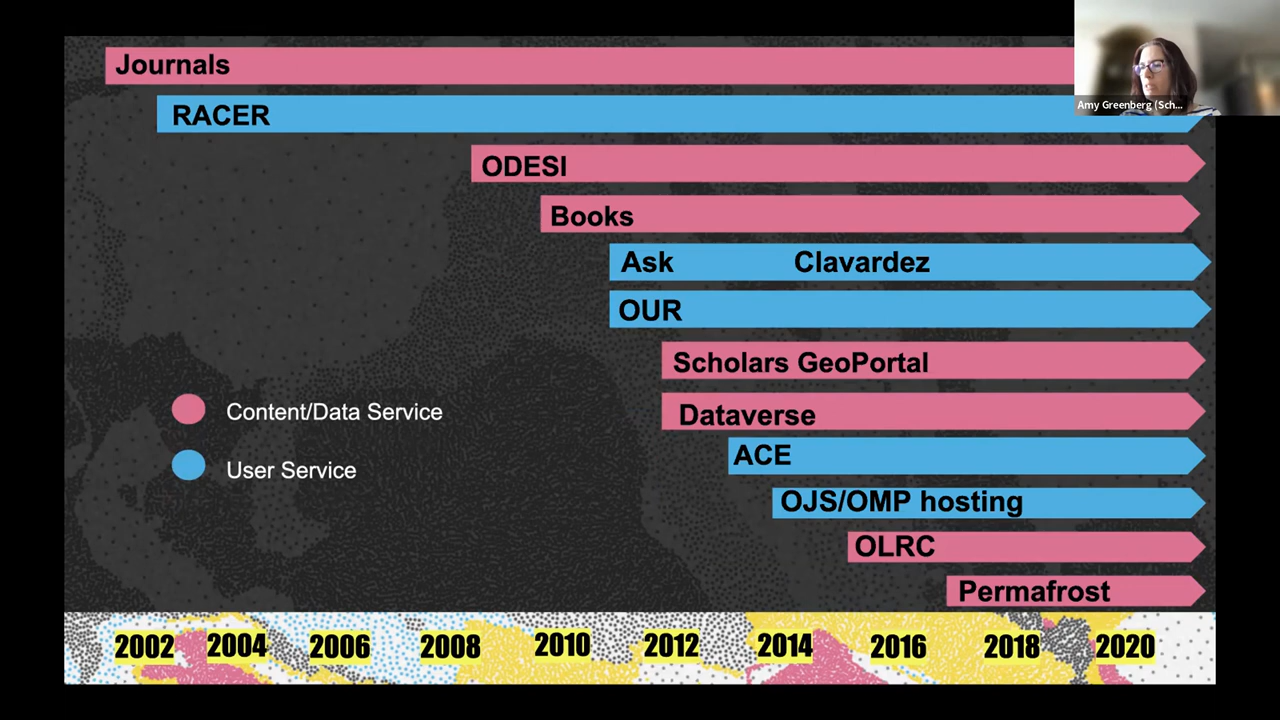 Journals
Amy Greenberg (Sch...
RACER
ODESI
Books
Ask Clavardez
OUR
Scholars GeoPortal
Content/Data Service
Dataverse
ACE
User Service
OJS/OMP hosting
OLRC
Permafrost
2002 2004 2006 2008 2010 2012 2014 2016 2018 2020